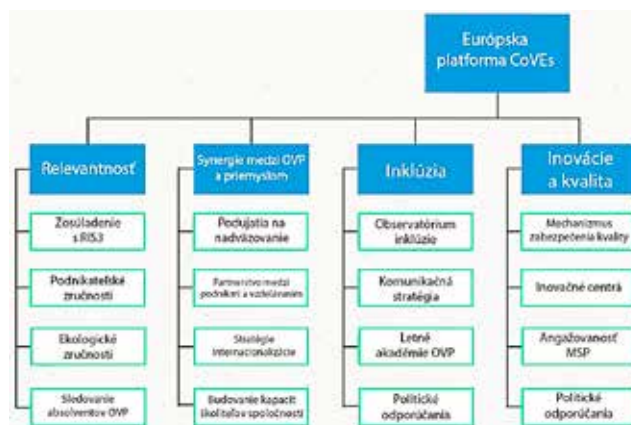 Európska
platforma CoVEs
Relevantnosť
Zosúladenie
s RIS3
Podnikateľské
zručnosti
Ekologické
zručnosti
Sledovanie
absolventov OVP
Synergie medzi OVP
a priemyslom
Podujatia na
nadväzovanie
Partnerstvo medzi
podnikmi a vzdelávaním
Stratégie
internacionalizácie
Budovanie kapacít
školiteľov spoločnosti
Inklúzia
Observatórium
inklúzie
Komunikačná
stratégia
Letné
akadémie OVP
Politické
odporúčania
Inovácie
a kvalita
Mechanizmus
zabezpečenia kvality
Inovačné centrá
Angažovanosť
MSP
Politické
odporúčania